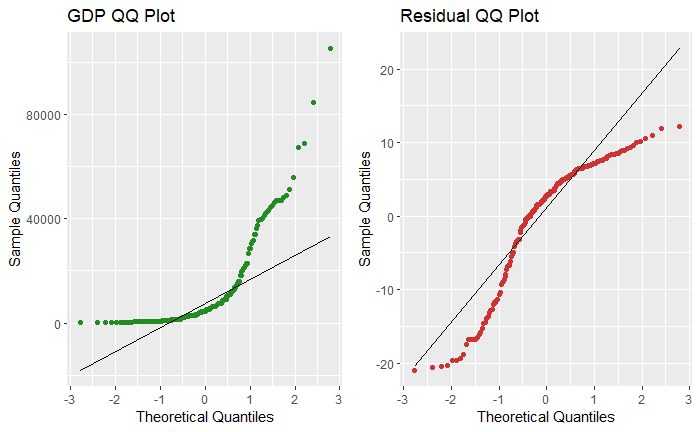 GDP QQ Plot
Sample Quantiles
80000
40000
0
-3 -2 -1 0 1 2 3
Theoretical Quantiles
Residual QQ Plot
Sample Quantiles
20
10
0
-10
-20
-3 -2 -1 0 1 2 3
Theoretical Quantiles